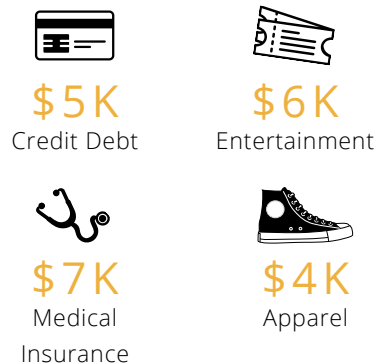 $5K
Credit Debt
$6K
Entertainment
$7K
Medical
Insurance
$4K
Apparel